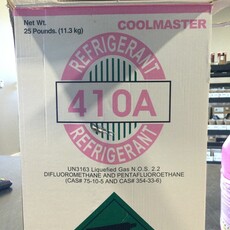 Net Wt.
25 Pounds. (11.3 kg)
COOLMASTER
REFRIGERANT
410A
REFRIGERANT
UN3163 Liquefied Gas N.O.S. 2.2
DIFLUOROMETHANE AND PENTAFLUOROETHANE
(CAS# 75-10-5 AND CAS# 354-33-6)